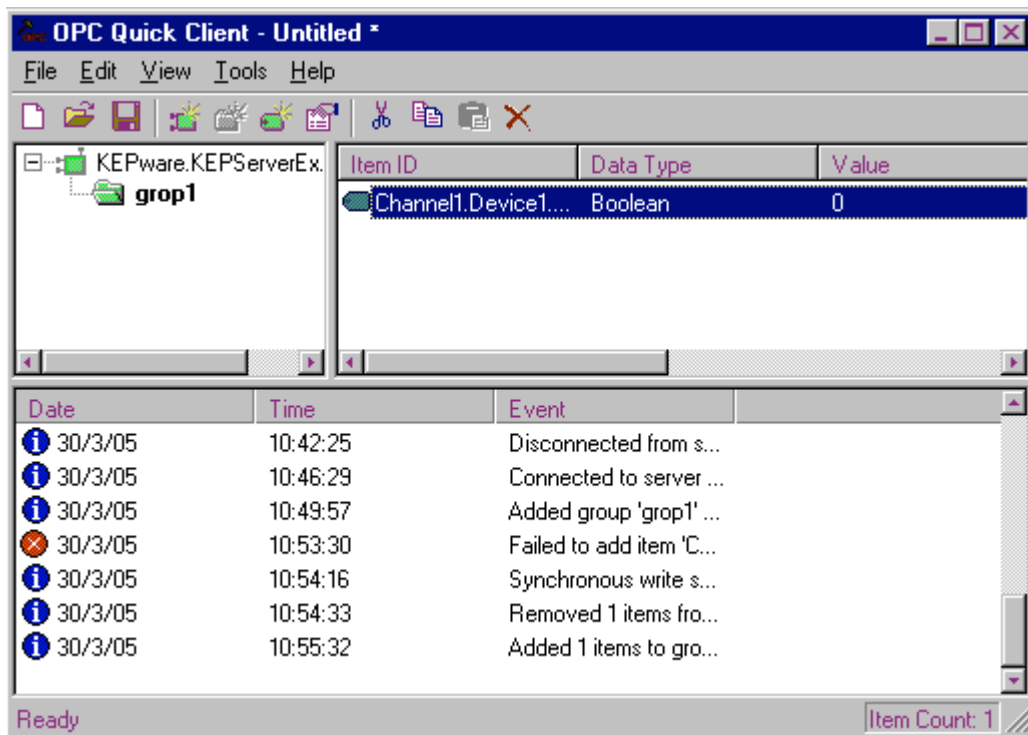 OPC Quick Client - Untitled *
File Edit View Tools Help
KEPware.KEPServerEx.
grop1
Item ID Data Type Value
Channel1.Device1.... Boolean 0
Date Time Event
30/3/05 10:42:25 Disconnected from s...
30/3/05 10:46:29 Connected to server ...
30/3/05 10:49:57 Added group 'grop1' ...
30/3/05 10:53:30 Failed to add item 'C...
30/3/05 10:54:16 Synchronous write s...
30/3/05 10:54:33 Removed 1 items fro...
30/3/05 10:55:32 Added 1 items to gro...
Ready Item Count: 1